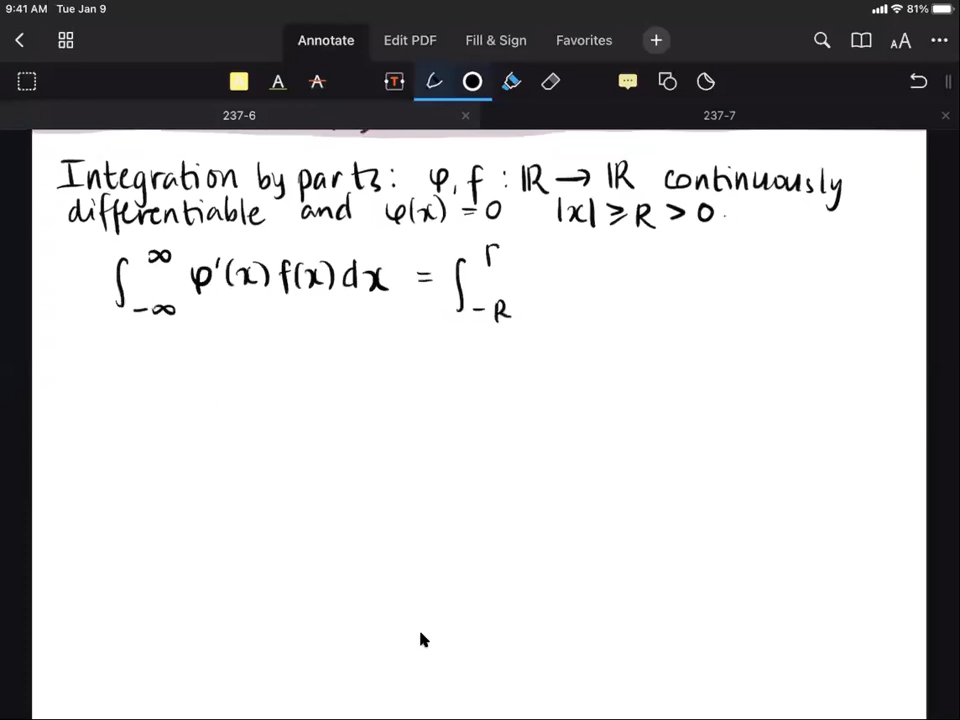 9:41 AM Tue Jan 9 81%
Annotate Edit PDF Fill & Sign Favorites
237-6 237-7
Integration by parts: φ, f : ℝ → ℝ continuously
differentiable and φ(x) = 0 |x| ≥ R > 0.
∫_{-∞}^{∞} φ'(x) f(x) dx = ∫_{-R}^{r}